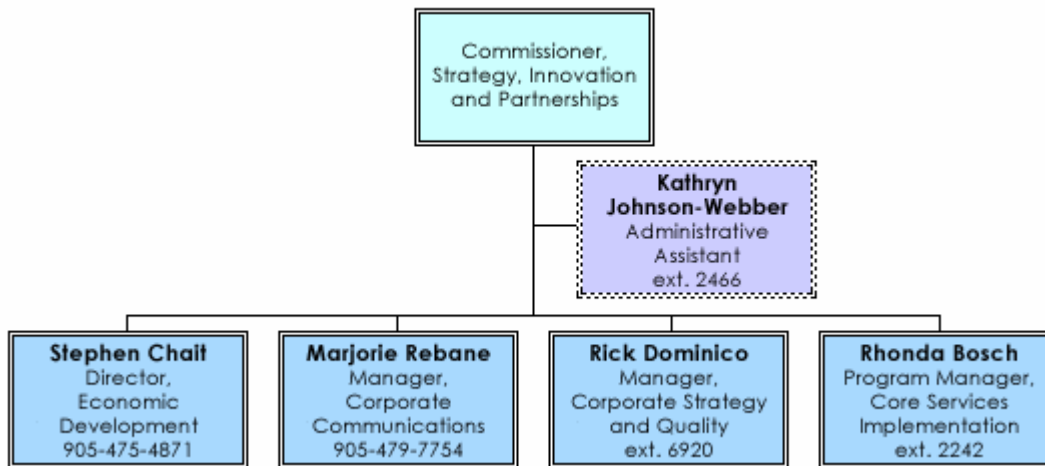 Commissioner,
Strategy, Innovation
and Partnerships
Kathryn
Johnson-Webber
Administrative
Assistant
ext. 2466
Stephen Chait
Director,
Economic
Development
905-475-4871
Marjorie Rebane
Manager,
Corporate
Communications
905-479-7754
Rick Dominico
Manager,
Corporate Strategy
and Quality
ext. 6920
Rhonda Bosch
Program Manager,
Core Services
Implementation
ext. 2242